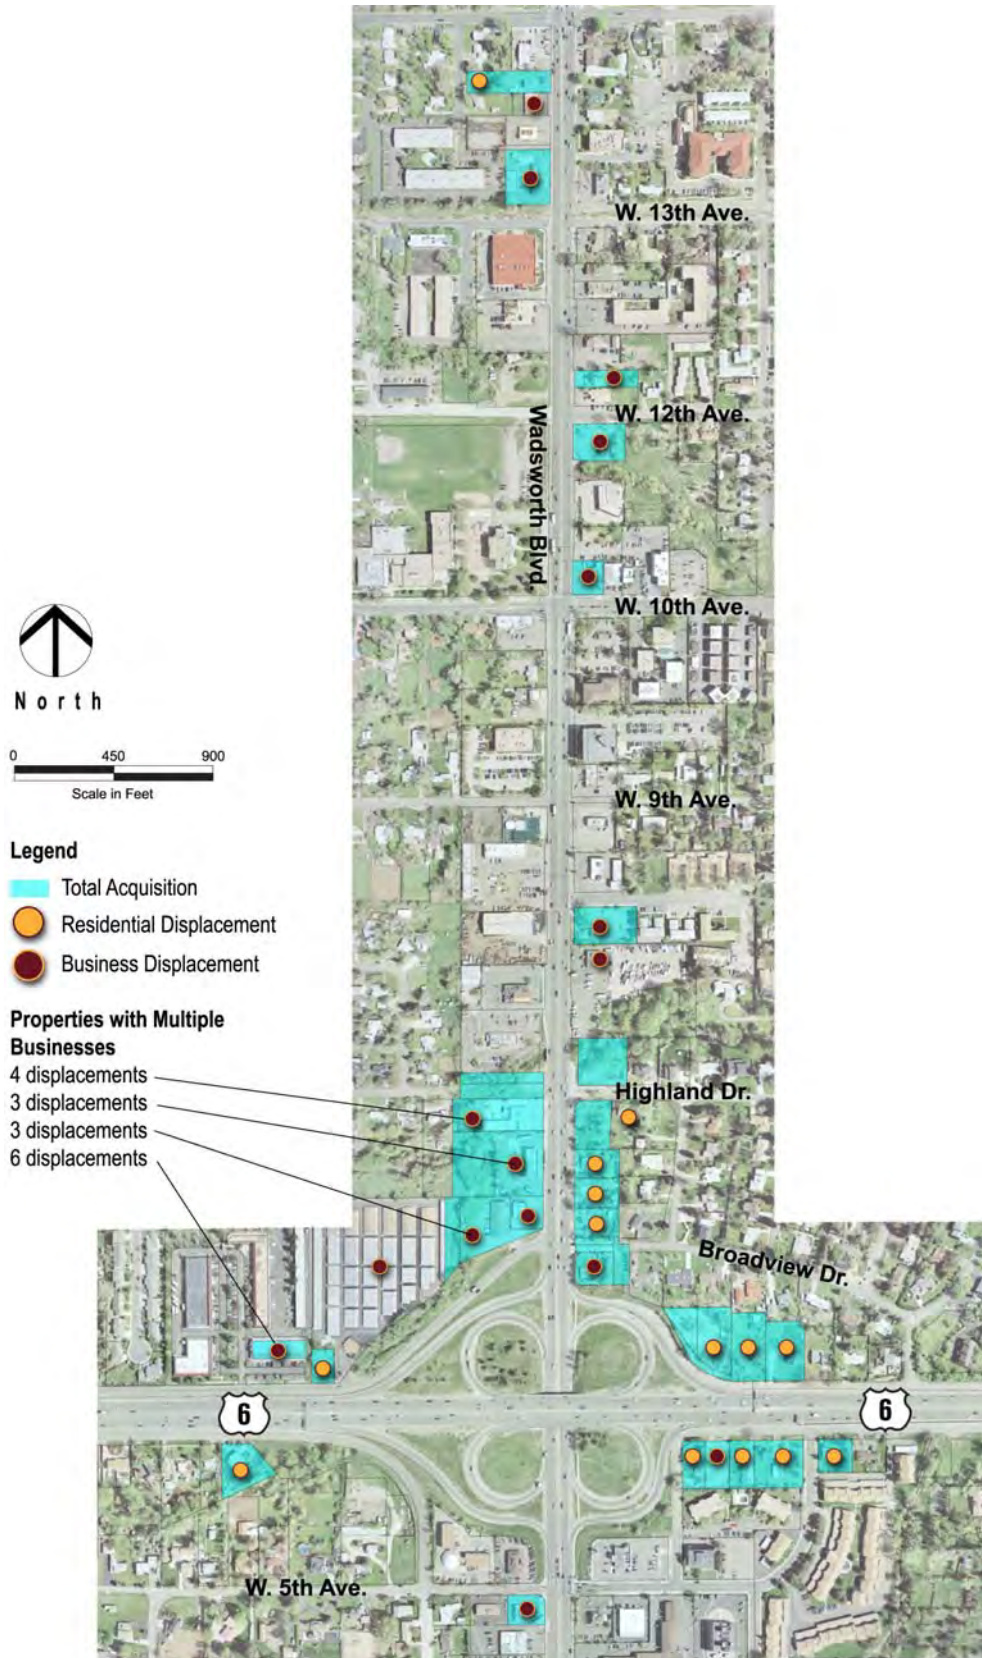 W. 13th Ave.
W. 12th Ave.
Wadsworth Blvd.
W. 10th Ave.
North
0 450 900
Scale in Feet
W. 9th Ave.
Legend
Total Acquisition
Residential Displacement
Business Displacement
Properties with Multiple
Businesses
4 displacements
3 displacements
3 displacements
6 displacements
Highland Dr.
Broadview Dr.
6
6
W. 5th Ave.